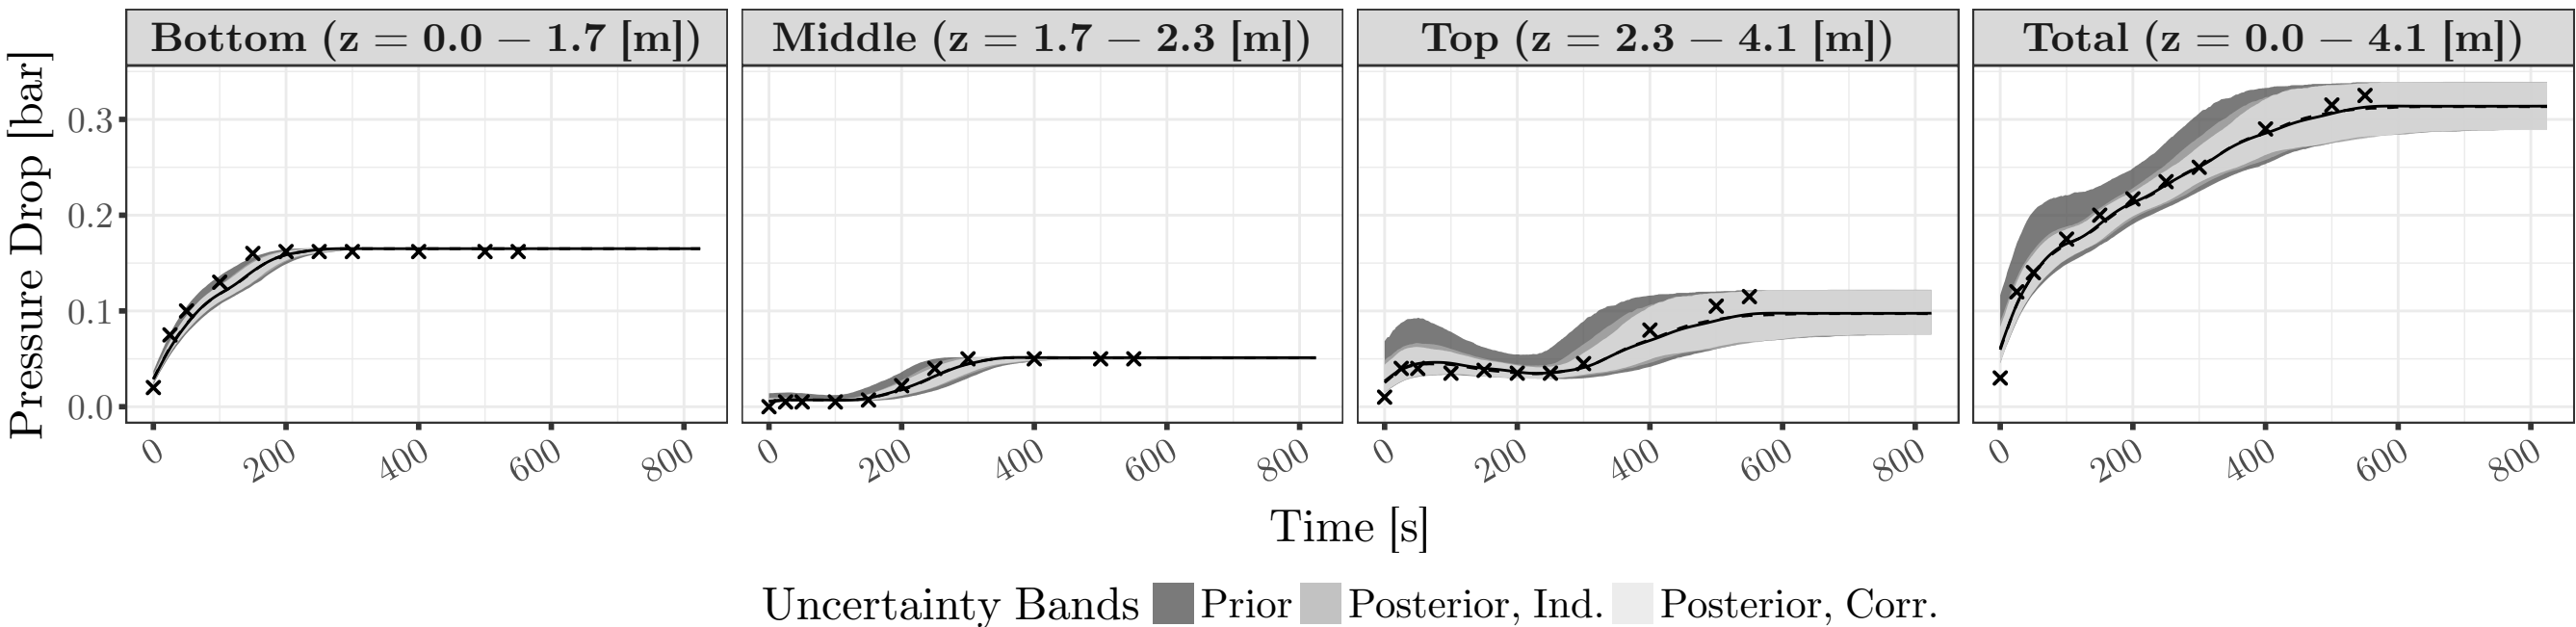 Bottom (z = 0.0 − 1.7 [m])
Middle (z = 1.7 − 2.3 [m])
Top (z = 2.3 − 4.1 [m])
Total (z = 0.0 − 4.1 [m])
Pressure Drop [bar]
0.3
0.2
0.1
0.0
0 200 400 600 800
0 200 400 600 800
0 200 400 600 800
0 200 400 600 800
Time [s]
Uncertainty Bands Prior Posterior, Ind. Posterior, Corr.